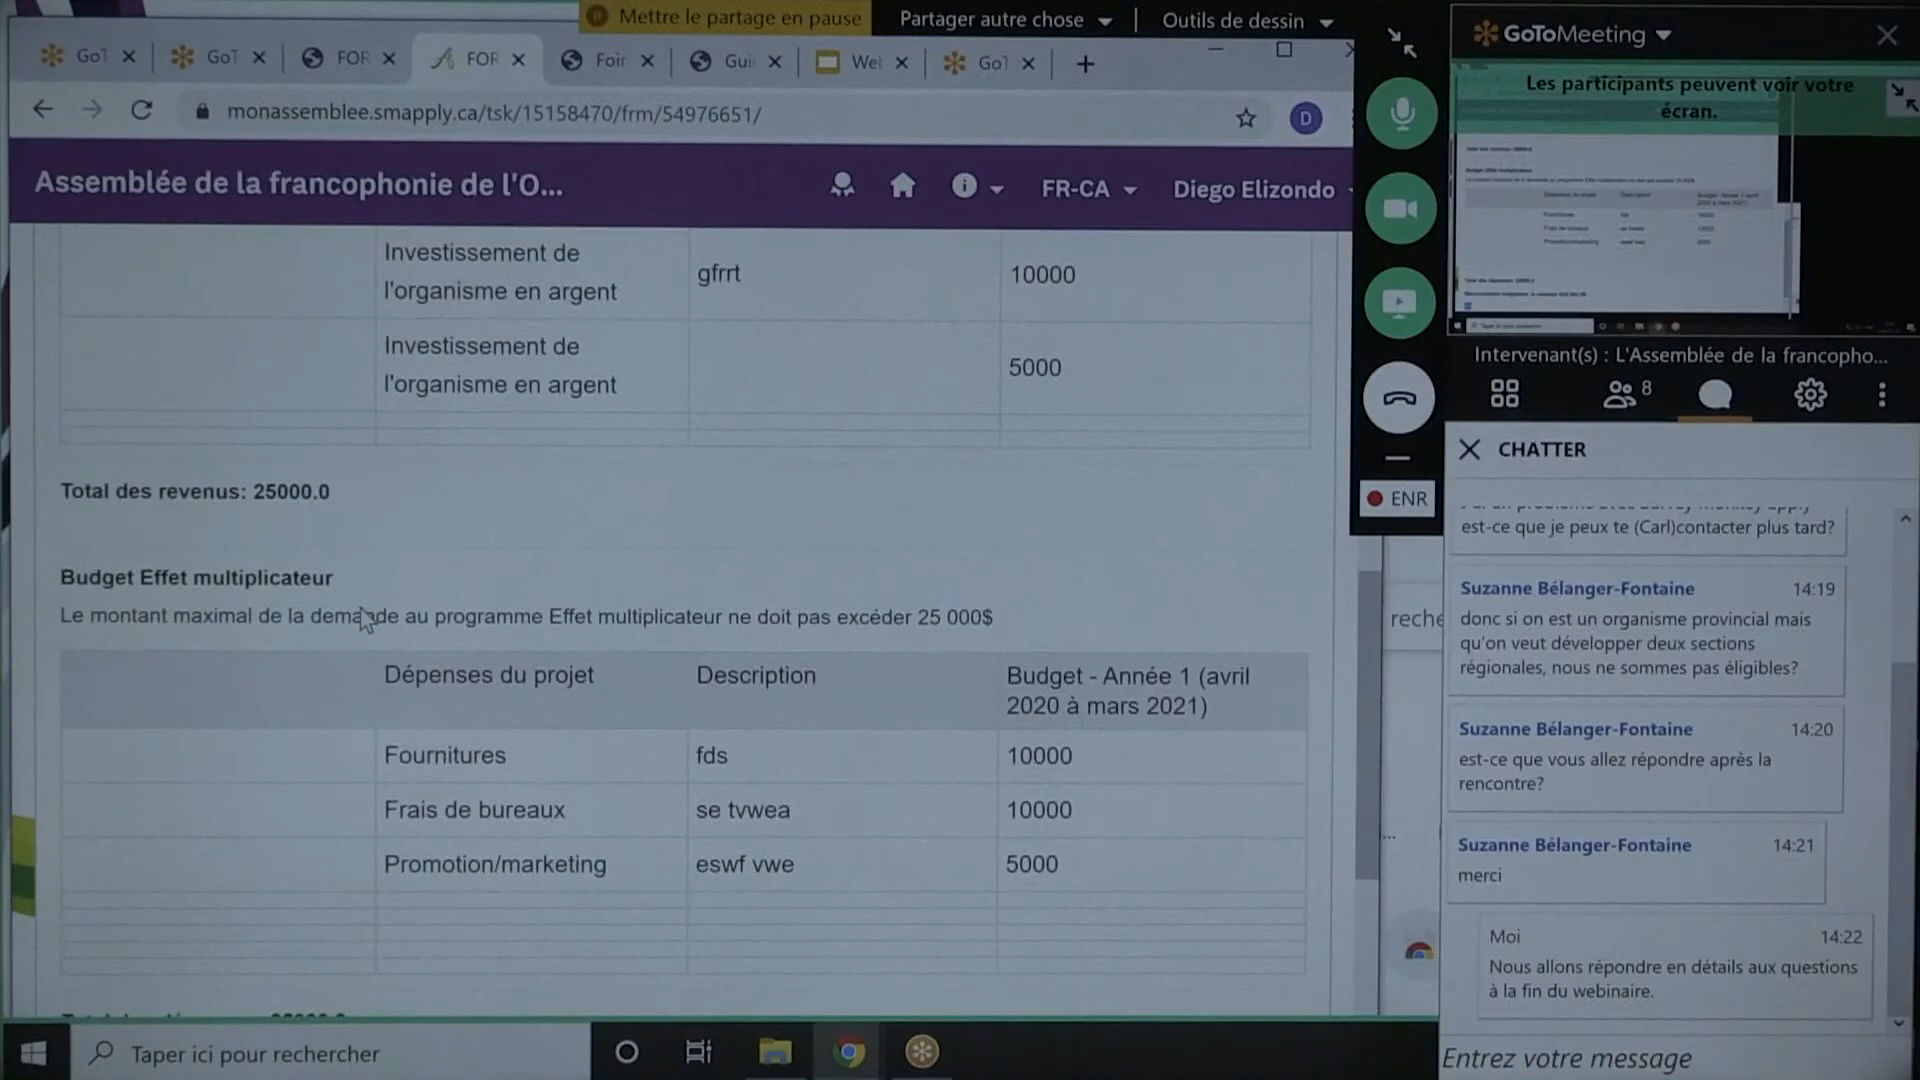 Mettre le partage en pause
Partager autre chose
Outils de dessin
GoT
GoT
FOR
FOR
Foir
Gui
We
GoT
monassemblee.smapply.ca/tsk/15158470/frm/54976651/
D
Assemblée de la francophonie de l'O...
FR-CA
Diego Elizondo
Investissement de
l'organisme en argent
gfrrt
10000
Investissement de
l'organisme en argent
5000
Total des revenus: 25000.0
Budget Effet multiplicateur
Le montant maximal de la demande au programme Effet multiplicateur ne doit pas excéder 25 000$
Dépenses du projet
Description
Budget - Année 1 (avril
2020 à mars 2021)
Fournitures
fds
10000
Frais de bureaux
se tvwea
10000
Promotion/marketing
eswf vwe
5000
Taper ici pour rechercher
ENR
reche
GoToMeeting
Les participants peuvent voir votre
écran.
Intervenant(s) : L'Assemblée de la francopho...
8
CHATTER
est-ce que je peux te (Carl)contacter plus tard?
Suzanne Bélanger-Fontaine 14:19
donc si on est un organisme provincial mais
qu'on veut développer deux sections
régionales, nous ne sommes pas éligibles?
Suzanne Bélanger-Fontaine 14:20
est-ce que vous allez répondre après la
rencontre?
Suzanne Bélanger-Fontaine 14:21
merci
Moi 14:22
Nous allons répondre en détails aux questions
à la fin du webinaire.
Entrez votre message